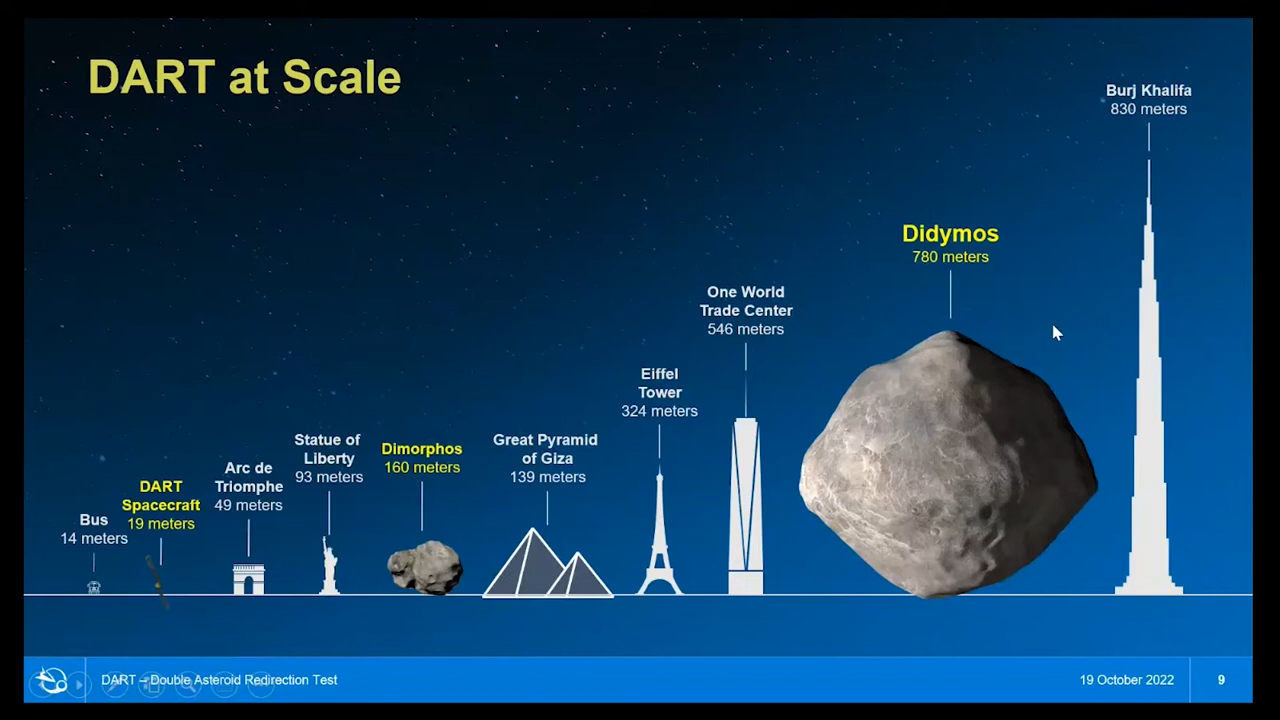 DART at Scale
Bus
14 meters
DART
Spacecraft
19 meters
Arc de
Triomphe
49 meters
Statue of
Liberty
93 meters
Dimorphos
160 meters
Great Pyramid
of Giza
139 meters
Eiffel
Tower
324 meters
One World
Trade Center
546 meters
Didymos
780 meters
Burj Khalifa
830 meters
DART – Double Asteroid Redirection Test
19 October 2022
9